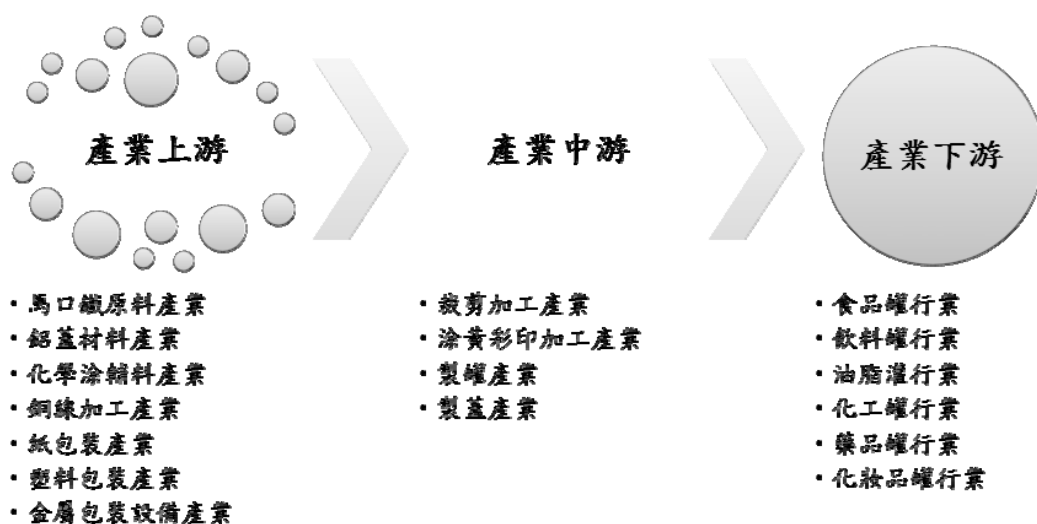 產業上游
產業中游
產業下游
・馬口鐵原料產業
・鋁蓋材料產業
・化學涂輔料產業
・銅線加工產業
・紙包裝產業
・塑料包裝產業
・金屬包裝設備產業
・裁剪加工產業
・涂黃彩印加工產業
・製罐產業
・製蓋產業
・食品罐行業
・飲料罐行業
・油脂灌行業
・化工罐行業
・藥品罐行業
・化妝品罐行業